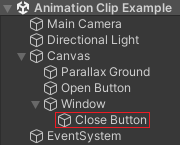 Animation Clip Example
Main Camera
Directional Light
Canvas
Parallax Ground
Open Button
Window
Close Button
EventSystem